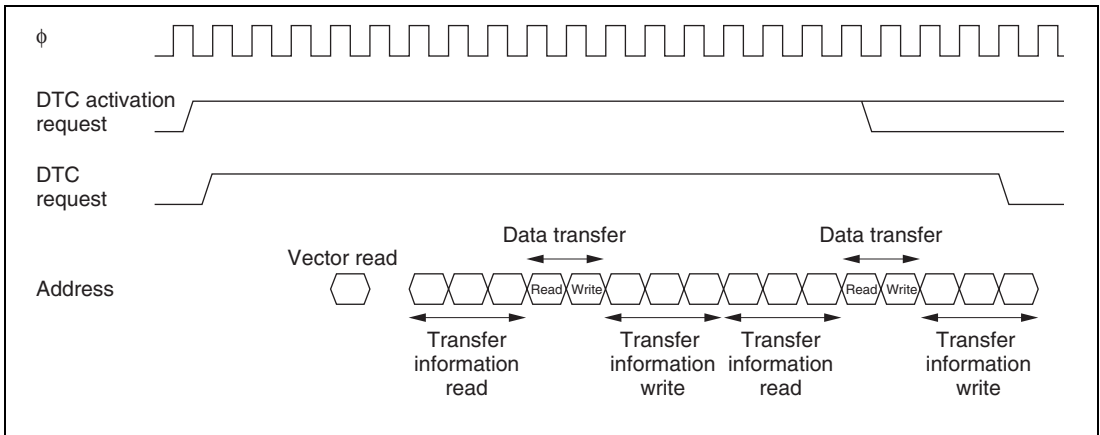 ϕ
DTC activation
request
DTC
request
Data transfer Data transfer
Vector read
Address Read Write Read Write
Transfer Transfer Transfer Transfer
information information information information
read write read write